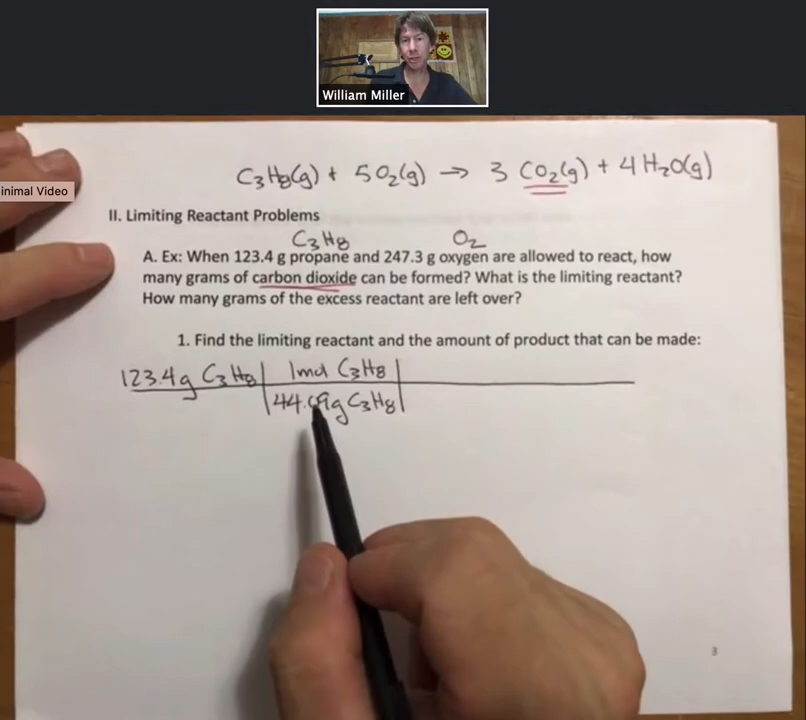 William Miller
inimal Video
C3H8(g) + 5O2(g) → 3 CO2(g) + 4H2O(g)
II. Limiting Reactant Problems
C3H8 O2
A. Ex: When 123.4 g propane and 247.3 g oxygen are allowed to react, how
many grams of carbon dioxide can be formed? What is the limiting reactant?
How many grams of the excess reactant are left over?
1. Find the limiting reactant and the amount of product that can be made:
123.4g C3H8 | 1mol C3H8 |
| 44.09g C3H8 |
3